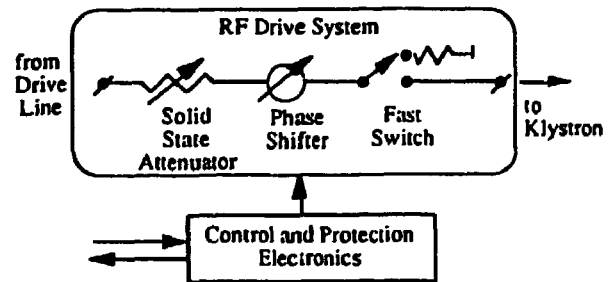 RF Drive System
from
Drive
Line
Solid
State
Attenuator
Phase
Shifter
Fast
Switch
to
Klystron
Control and Protection
Electronics